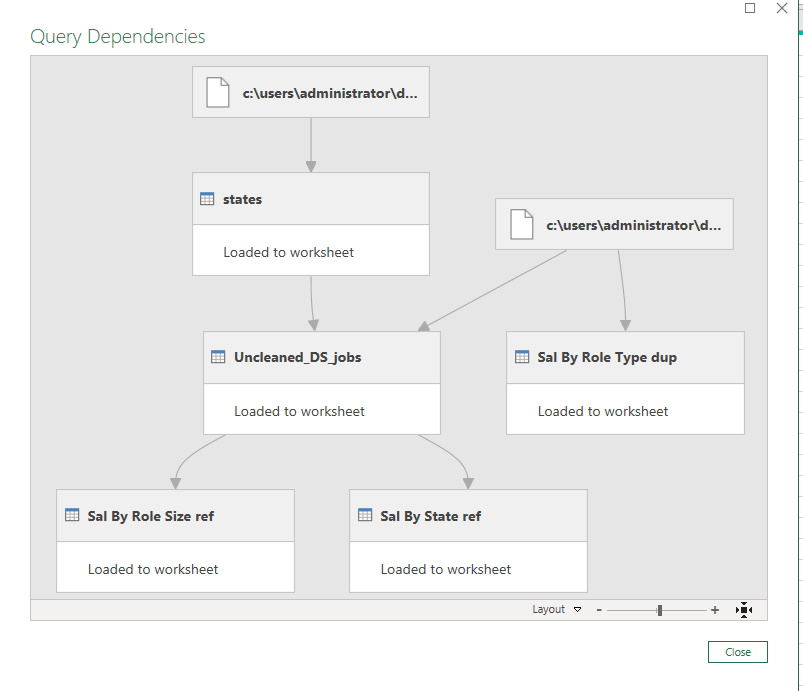 Query Dependencies
c:\users\administrator\d...
states
Loaded to worksheet
c:\users\administrator\d...
Uncleaned_DS_jobs
Loaded to worksheet
Sal By Role Type dup
Loaded to worksheet
Sal By Role Size ref
Loaded to worksheet
Sal By State ref
Loaded to worksheet
Layout
Close